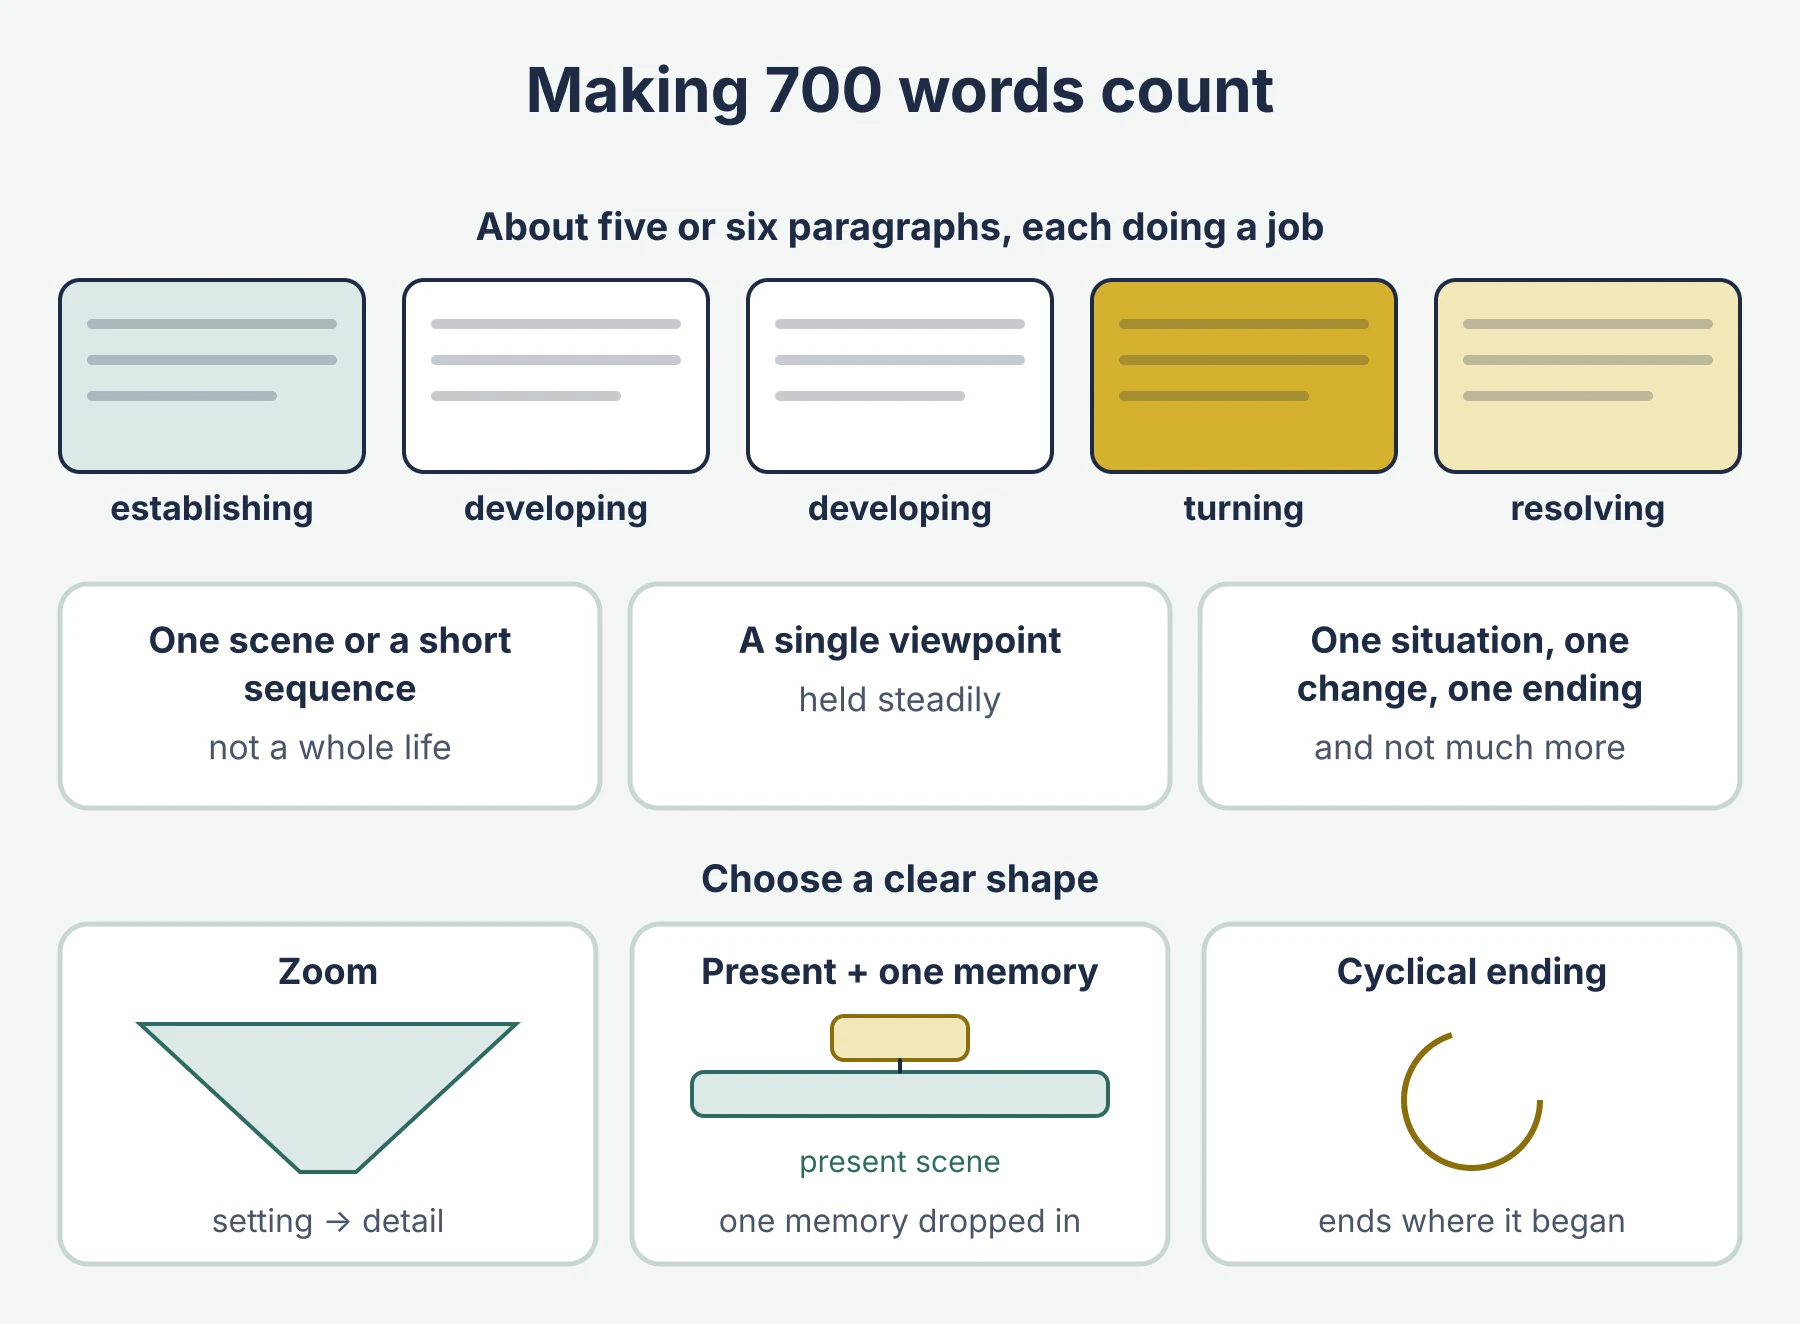 Making 700 words count
About five or six paragraphs, each doing a job
establishing
developing
developing
turning
resolving
One scene or a short
sequence
not a whole life
A single viewpoint
held steadily
One situation, one
change, one ending
and not much more
Choose a clear shape
Zoom
setting → detail
Present + one memory
present scene
one memory dropped in
Cyclical ending
ends where it began